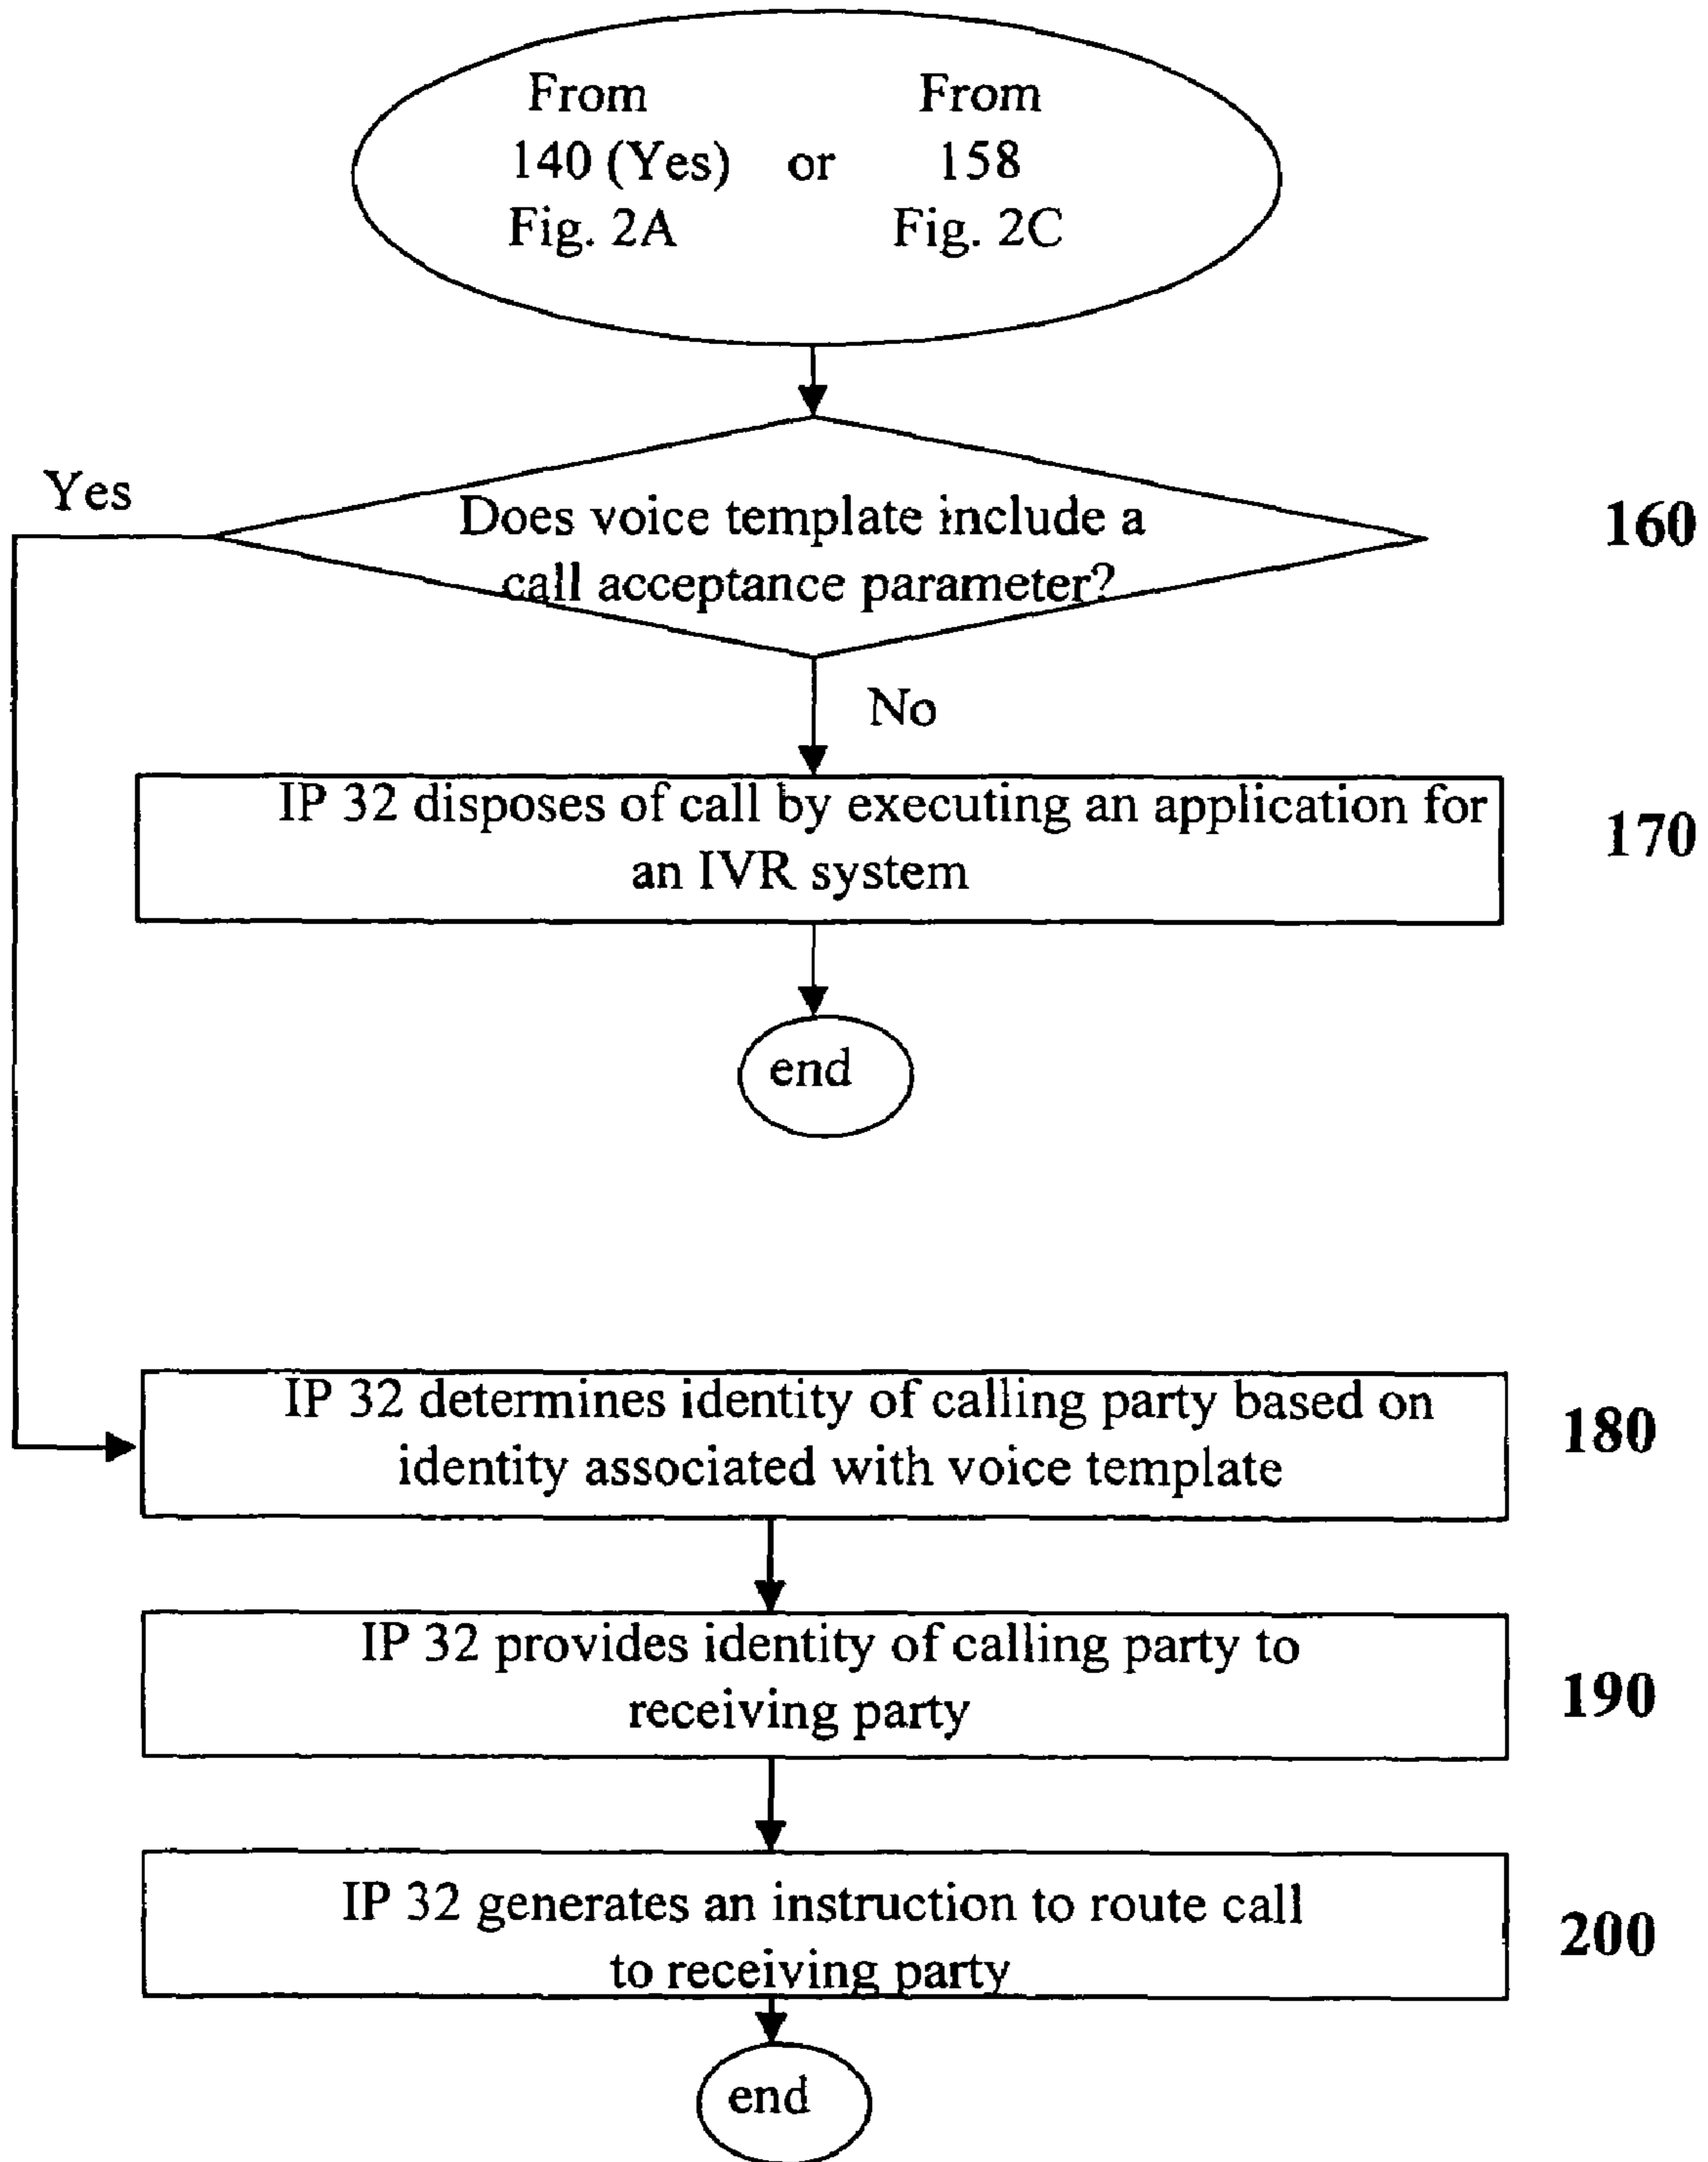 From From
140 (Yes) or 158
Fig. 2A Fig. 2C
Yes
Does voice template include a
call acceptance parameter?
160
No
IP 32 disposes of call by executing an application for
an IVR system
170
end
IP 32 determines identity of calling party based on
identity associated with voice template
180
IP 32 provides identity of calling party to
receiving party
190
IP 32 generates an instruction to route call
to receiving party
200
end